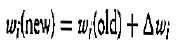 wᵢ(new) = wᵢ(old) + Δwᵢ